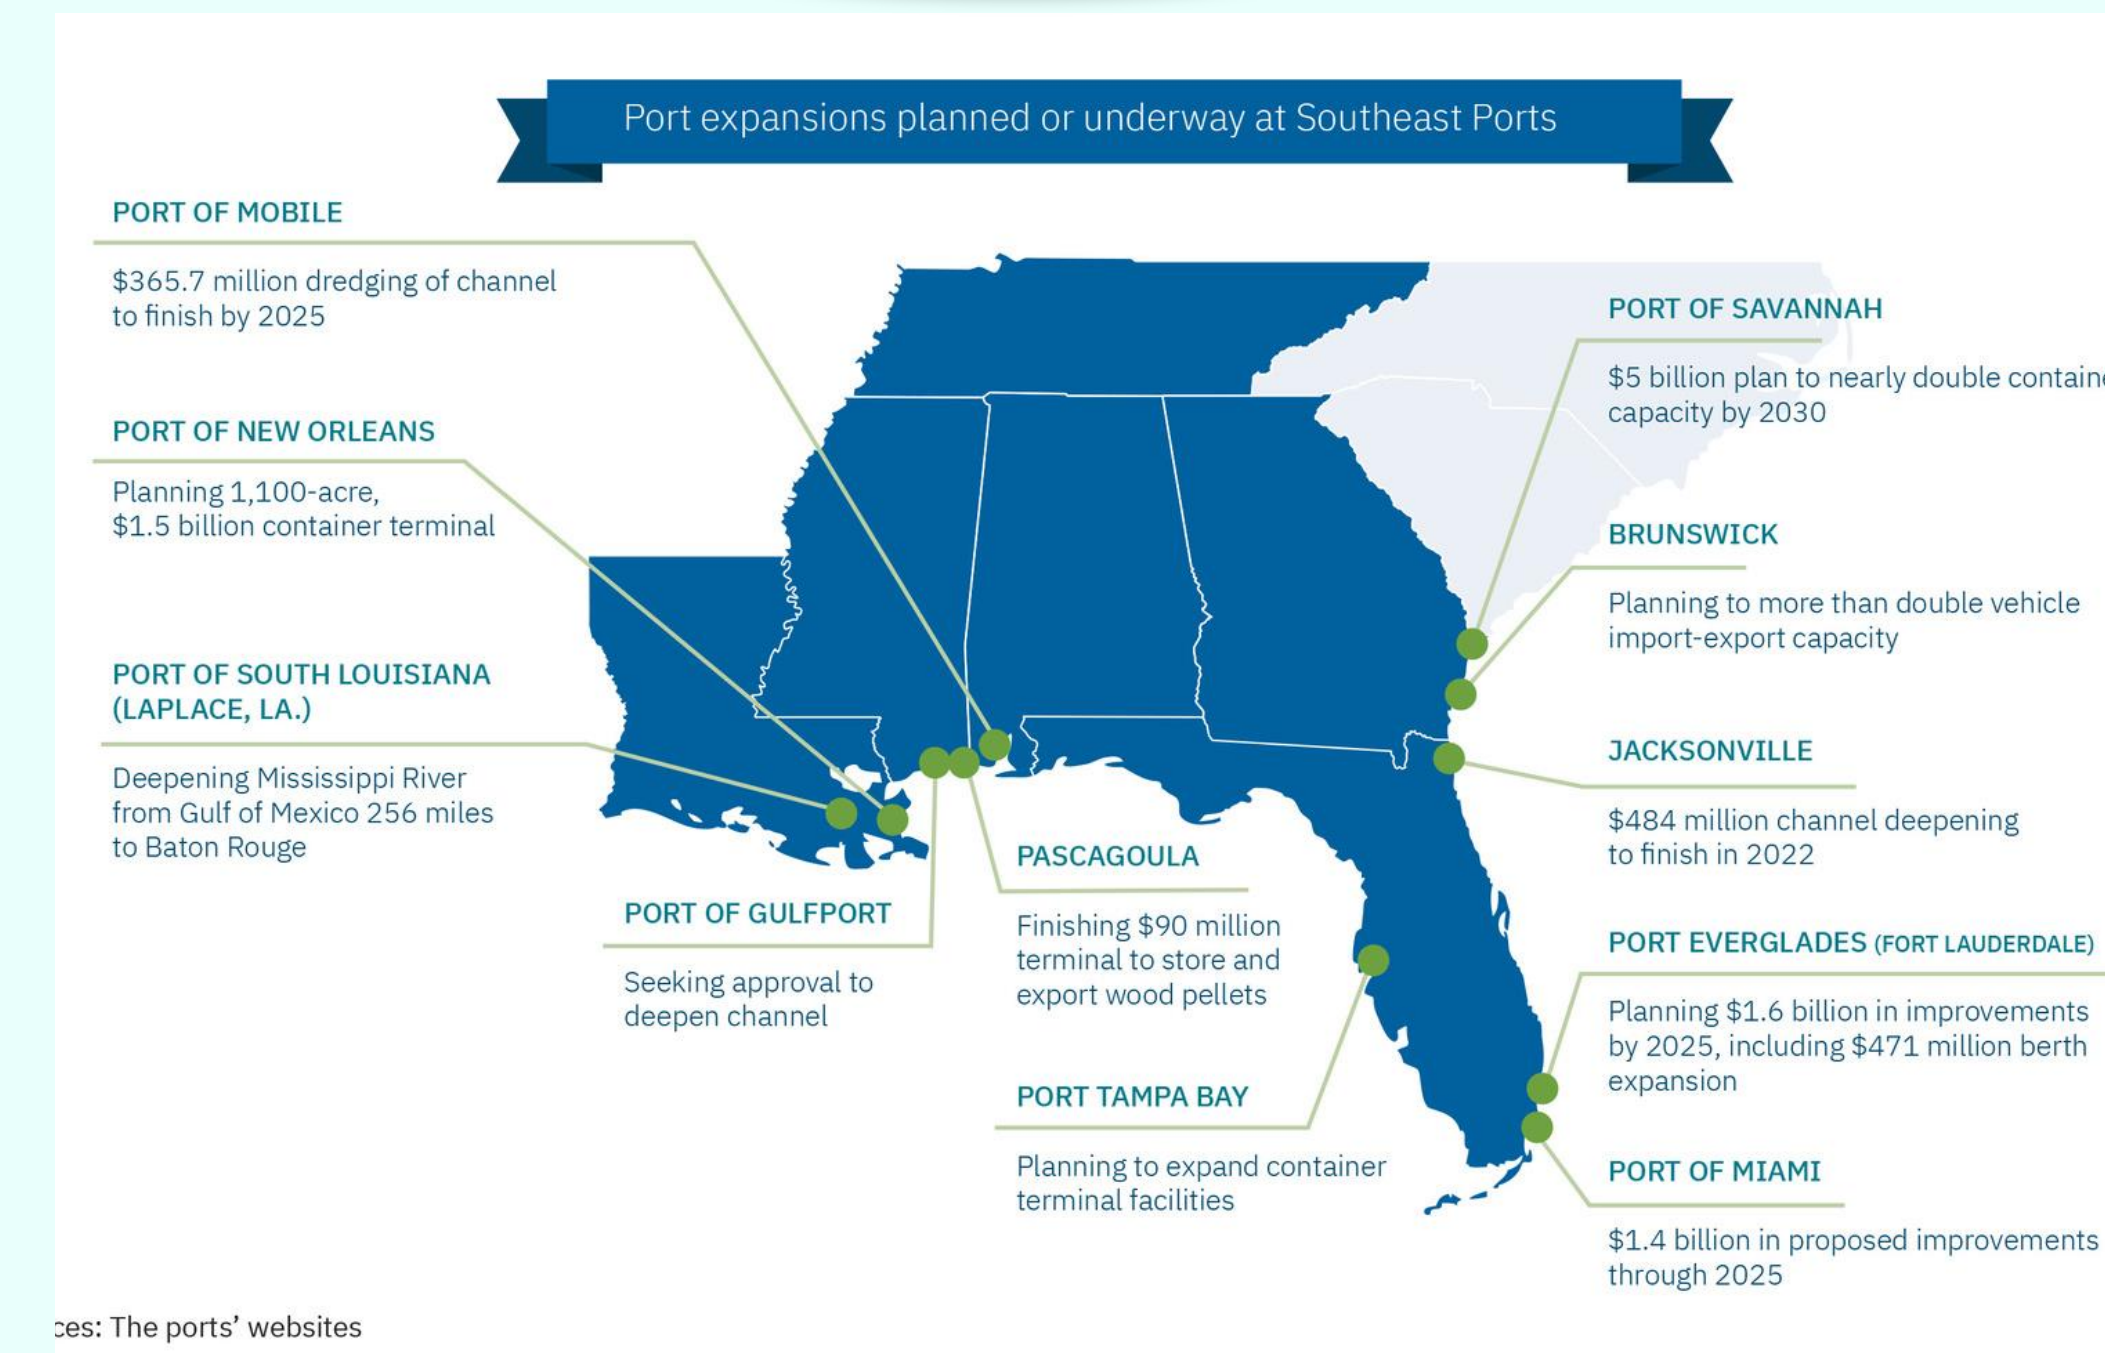 Port expansions planned or underway at Southeast Ports
PORT OF MOBILE
$365.7 million dredging of channel
to finish by 2025
PORT OF NEW ORLEANS
Planning 1,100-acre,
$1.5 billion container terminal
PORT OF SOUTH LOUISIANA
(LAPLACE, LA.)
Deepening Mississippi River
from Gulf of Mexico 256 miles
to Baton Rouge
PORT OF GULFPORT
Seeking approval to
deepen channel
PASCAGOULA
Finishing $90 million
terminal to store and
export wood pellets
PORT TAMPA BAY
Planning to expand container
terminal facilities
PORT OF SAVANNAH
$5 billion plan to nearly double
capacity by 2030
BRUNSWICK
Planning to more than double vehicle
import-export capacity
JACKSONVILLE
$484 million channel deepening
to finish in 2022
PORT EVERGLADES (FORT LAUDERDALE)
Planning $1.6 billion in improvements
by 2025, including $471 million berth
expansion
PORT OF MIAMI
$1.4 billion in proposed improvements
through 2025
The ports’ websites